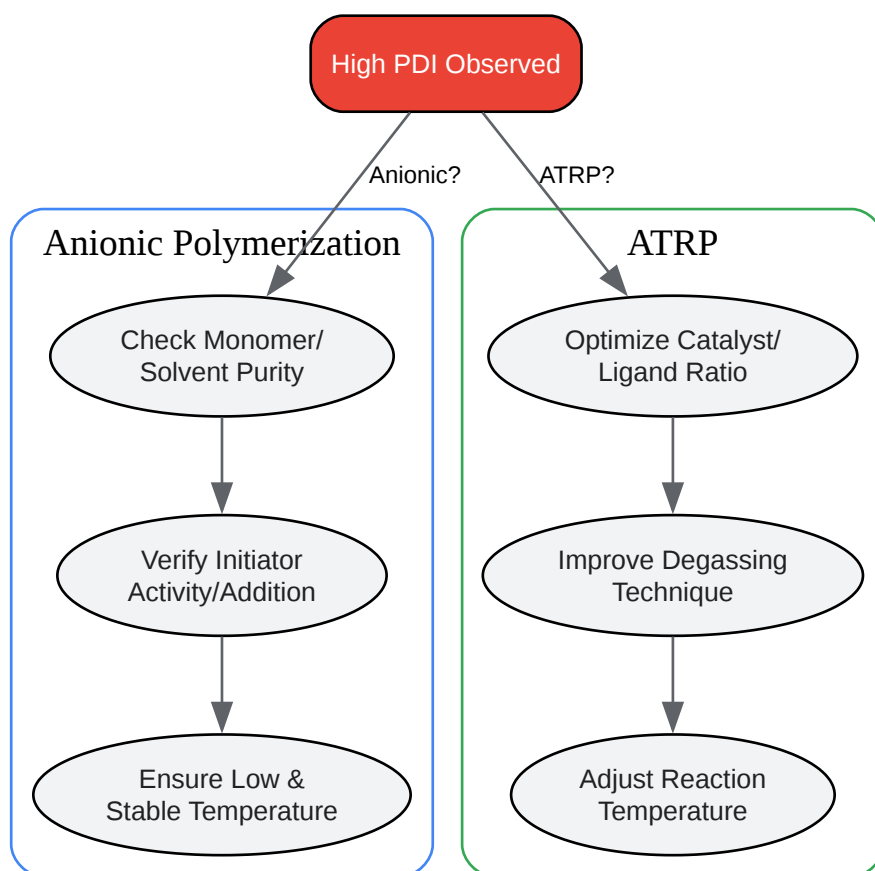 High PDI Observed
Anionic?
ATRP?
Anionic Polymerization
Check Monomer/
Solvent Purity
Verify Initiator
Activity/Addition
Ensure Low &
Stable Temperature
ATRP
Optimize Catalyst/
Ligand Ratio
Improve Degassing
Technique
Adjust Reaction
Temperature